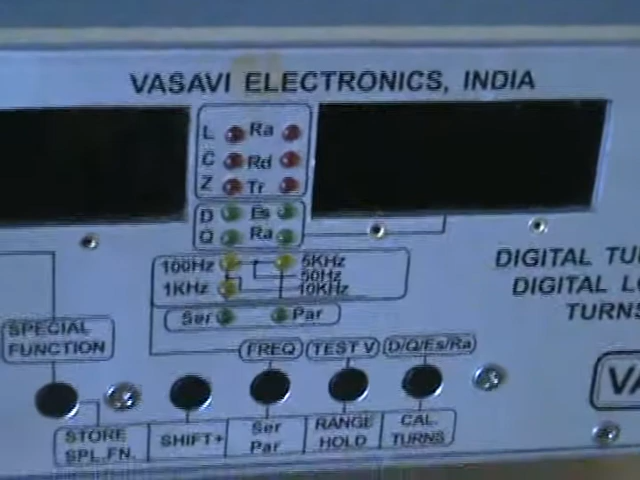 VASAVI ELECTRONICS, INDIA
L Ra
C Rd
Z Tr
D Es
Q Ra
100Hz 5KHz
50Hz
1KHz 10KHz
Ser Par
DIGITAL
DIGITAL
TURNS
SPECIAL
FUNCTION
FREQ TEST V D/Q/Es/Ra
STORE
SPL.FN.
SHIFT+
Ser
Par
RANGE
HOLD
CAL.
TURNS